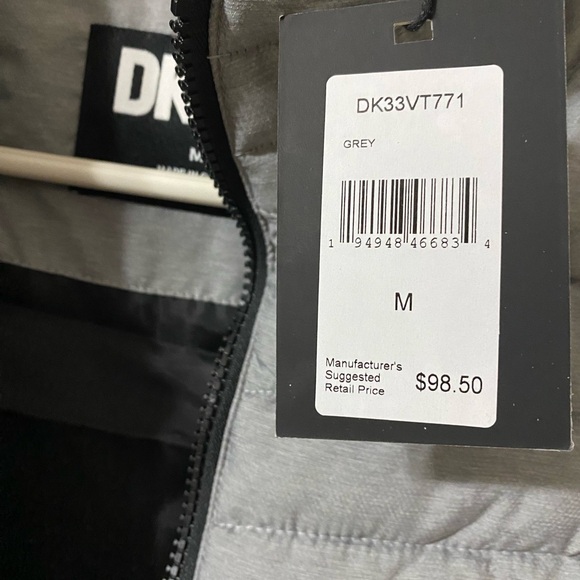 DK
M
DK33VT771
GREY
1 94948 46683 4
M
Manufacturer's
Suggested
Retail Price
$98.50